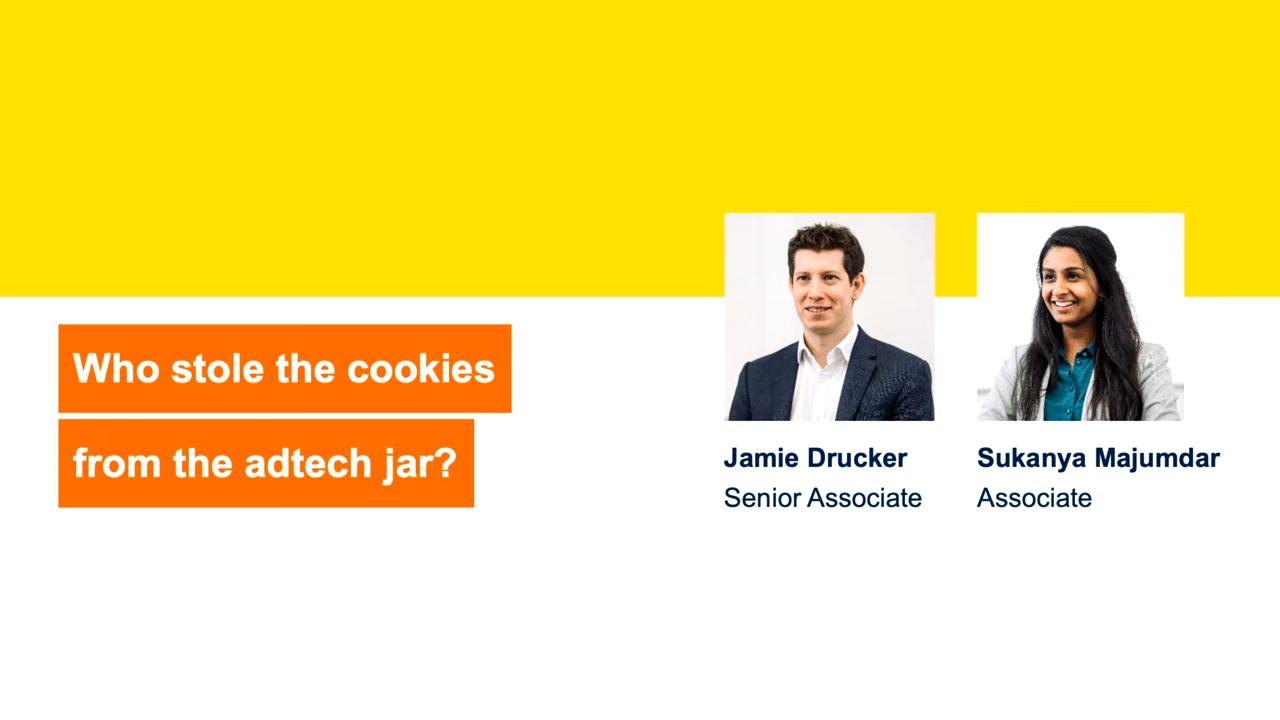 Who stole the cookies
from the adtech jar?
Jamie Drucker
Senior Associate
Sukanya Majumdar
Associate